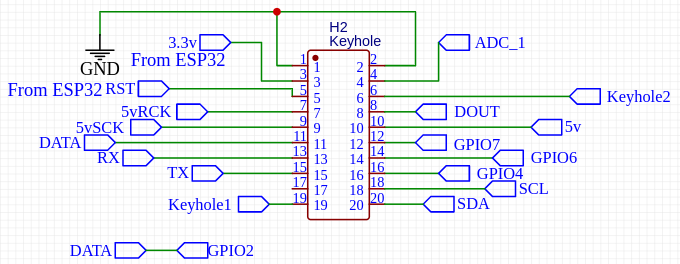 H2
Keyhole
3.3v
From ESP32
GND
From ESP32 RST
5vRCK
5vSCK
DATA
RX
TX
Keyhole1
1 1 2 2
3 3 4 4
5 5 6 6
7 7 8 8
9 9 10 10
11 11 12 12
13 13 14 14
15 15 16 16
17 17 18 18
19 19 20 20
ADC_1
Keyhole2
DOUT
5v
GPIO7
GPIO6
GPIO4
SCL
SDA
DATA GPIO2